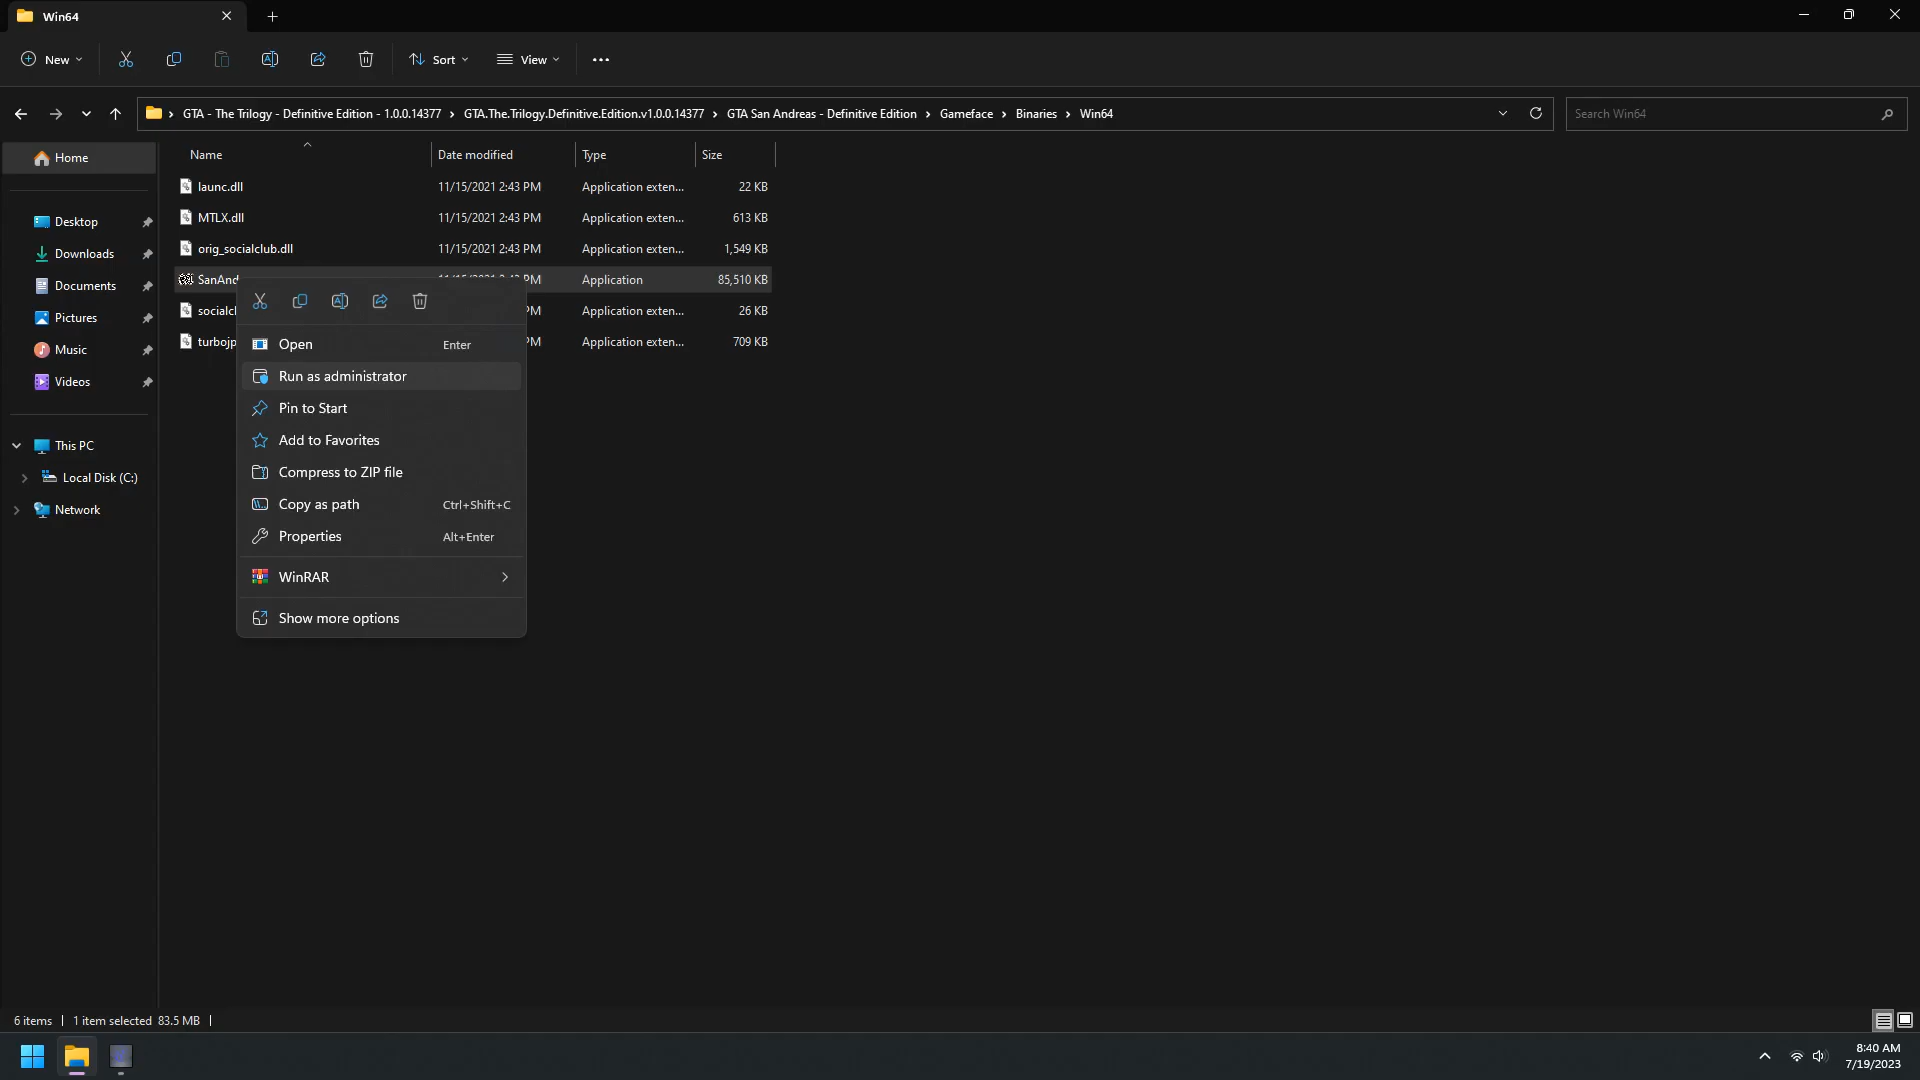 Win64
New
Sort
View
GTA - The Trilogy - Definitive Edition - 1.0.0.14377 > GTA.The.Trilogy.Definitive.Edition.v1.0.0.14377 > GTA San Andreas - Definitive Edition > Gameface > Binaries > Win64
Search Win64
Name Date modified Type Size
Home
launc.dll 11/15/2021 2:43 PM Application exten... 22 KB
MTLX.dll 11/15/2021 2:43 PM Application exten... 613 KB
orig_socialclub.dll 11/15/2021 2:43 PM Application exten... 1,549 KB
SanAnd 11/15/2021 2:43 PM Application 85,510 KB
socialcl PM Application exten... 26 KB
turbojp PM Application exten... 709 KB
Desktop
Downloads
Documents
Pictures
Music
Videos
This PC
Local Disk (C:)
Network
Open Enter
Run as administrator
Pin to Start
Add to Favorites
Compress to ZIP file
Copy as path Ctrl+Shift+C
Properties Alt+Enter
WinRAR
Show more options
6 items 1 item selected 83.5 MB
8:40 AM
7/19/2023